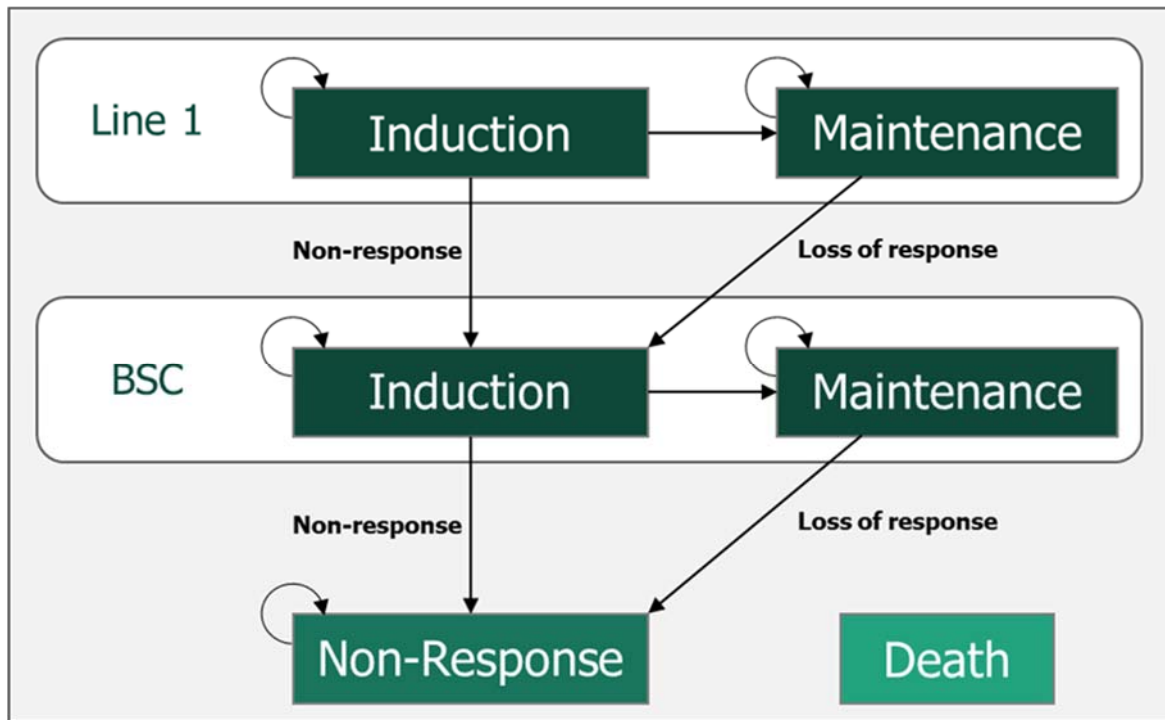 Line 1
Induction
Maintenance
Non-response
Loss of response
BSC
Induction
Maintenance
Non-response
Loss of response
Non-Response
Death